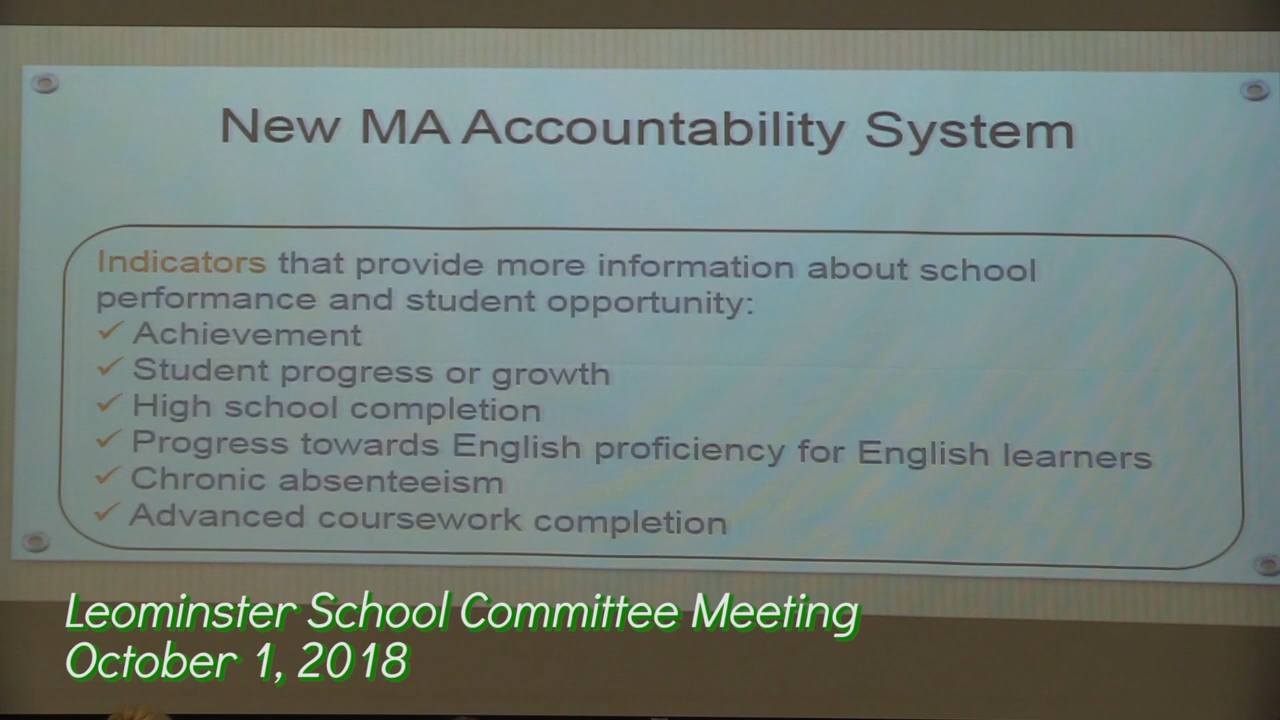 New MA Accountability System
Indicators that provide more information about school
performance and student opportunity:
✓ Achievement
✓ Student progress or growth
✓ High school completion
✓ Progress towards English proficiency for English learners
✓ Chronic absenteeism
✓ Advanced coursework completion
Leominster School Committee Meeting
October 1, 2018